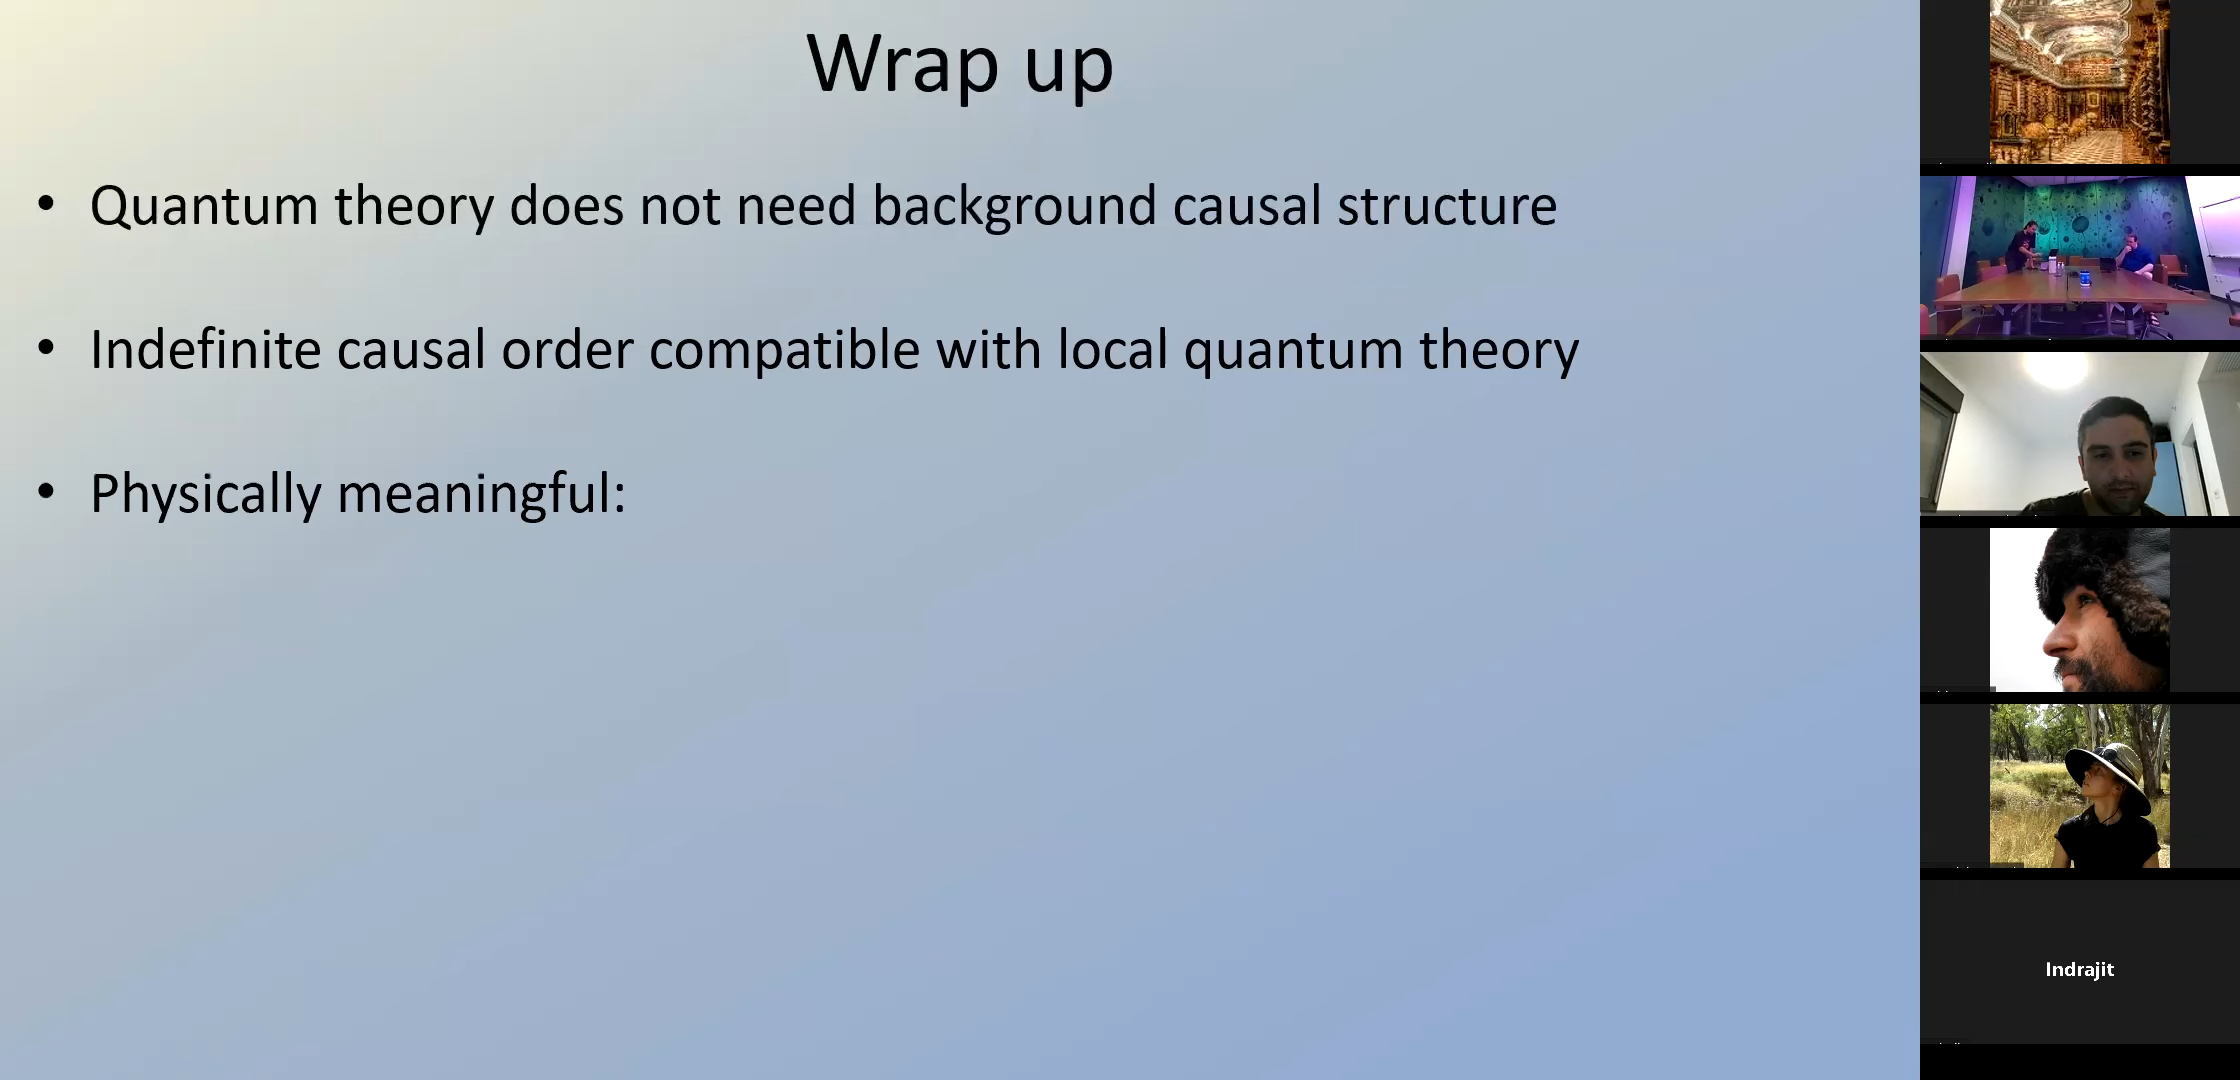 Wrap up
• Quantum theory does not need background causal structure
• Indefinite causal order compatible with local quantum theory
• Physically meaningful:
Indrajit